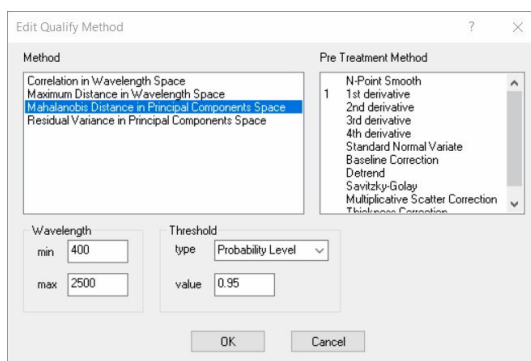 Edit Qualify Method
Method
Correlation in Wavelength Space
Maximum Distance in Wavelength Space
Mahalanobis Distance in Principal Components Space
Residual Variance in Principal Components Space
Pre Treatment Method
N-Point Smooth
1 1st derivative
2nd derivative
3rd derivative
4th derivative
Standard Normal Variate
Baseline Correction
Detrend
Savitzky-Golay
Multiplicative Scatter Correction
Thickness Correction
Wavelength
min 400
max 2500
Threshold
type Probability Level
value 0.95
OK
Cancel